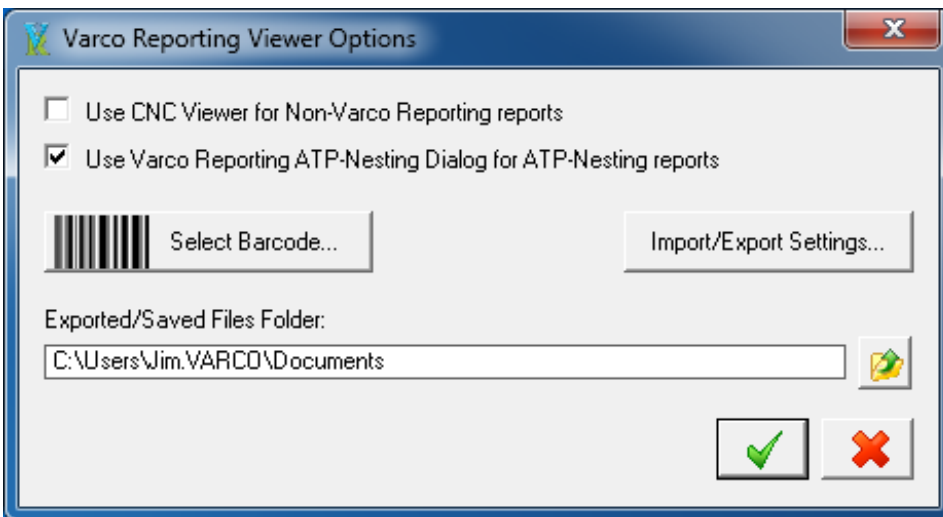 Varco Reporting Viewer Options
Use CNC Viewer for Non-Varco Reporting reports
Use Varco Reporting ATP-Nesting Dialog for ATP-Nesting reports
Select Barcode...
Import/Export Settings...
Exported/Saved Files Folder:
C:\Users\Jim.VARCO\Documents